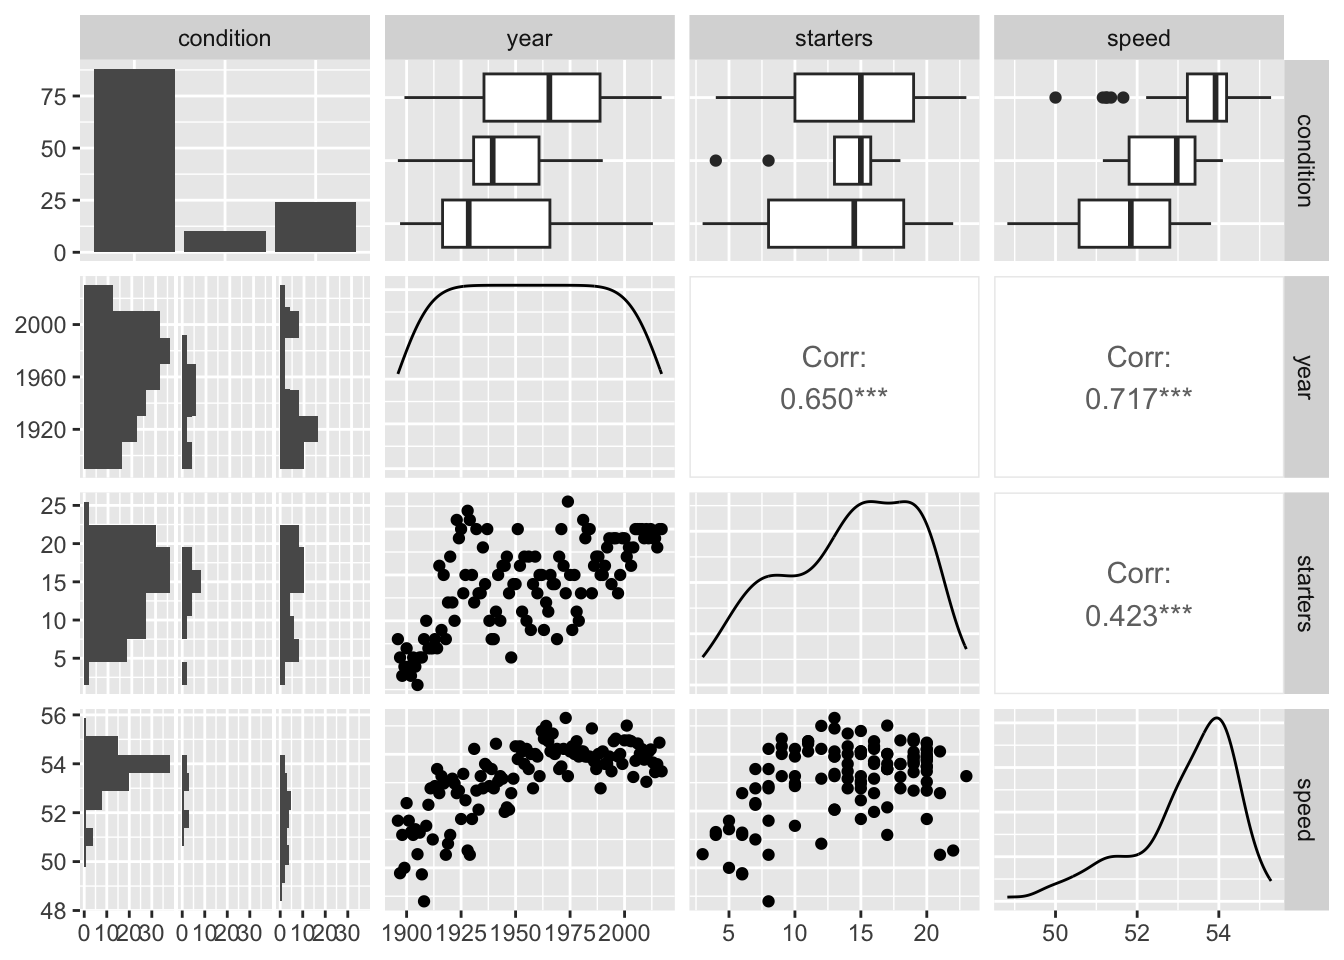 condition year starters speed
75
50
25
0
condition
2000
1960
1920
Corr:
0.650***
Corr:
0.717***
year
25
20
15
10
5
Corr:
0.423***
starters
56
54
52
50
48
speed
0 10 20 30 0 10 20 30 0 10 20 30 1900 1925 1950 1975 2000 5 10 15 20 50 52 54